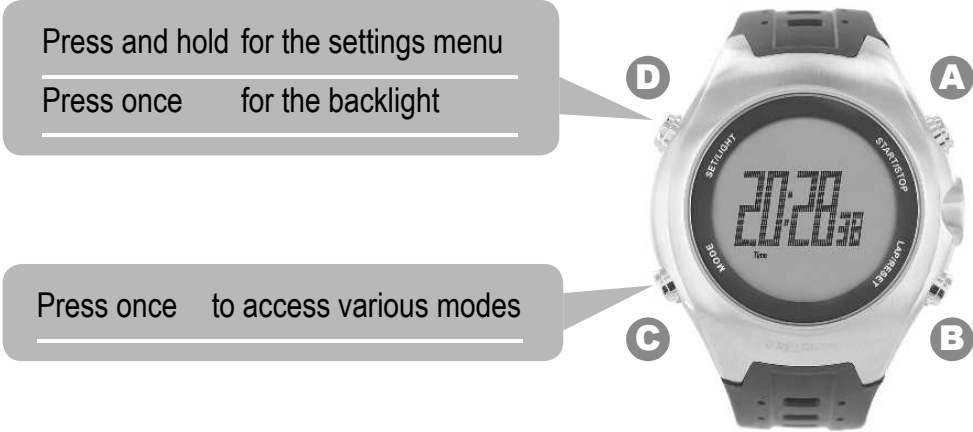 Press and hold for the settings menu
Press once for the backlight
D
A
SET/LIGHT
START/STOP
20:28 38
Time
MODE
LAP/RESET
Press once to access various modes
C
B